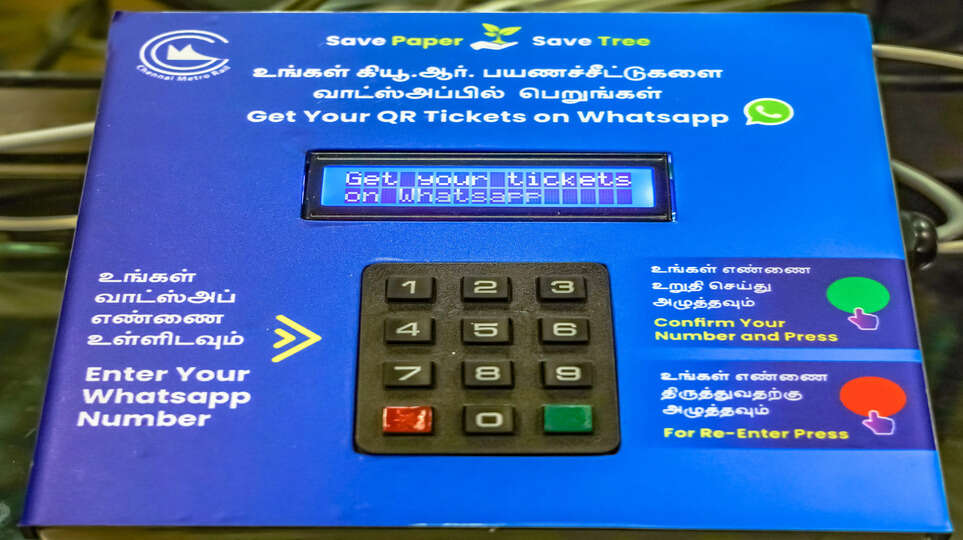 Chennai Metro Rail
Save Paper Save Tree
உங்கள் கியூ.ஆர். பயணச்சீட்டுகளை
வாட்ஸ்அப்பில் பெறுங்கள்
Get Your QR Tickets on Whatsapp
Get your tickets
on Whatsapp
உங்கள்
வாட்ஸ்அப்
எண்ணை
உள்ளிடவும்
Enter Your
Whatsapp
Number
1 2 3
4 5 6
7 8 9
0
உங்கள் எண்ணை
உறுதி செய்து
அழுத்தவும்
Confirm Your
Number and Press
உங்கள் எண்ணை
திருத்துவதற்கு
அழுத்தவும்
For Re-Enter Press